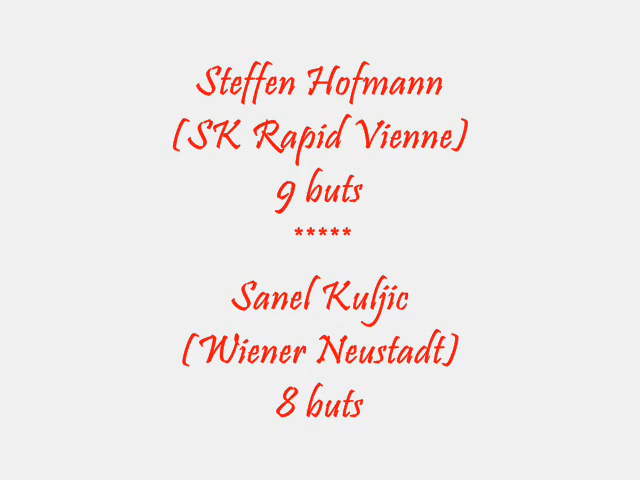 Steffen Hofmann
(SK Rapid Vienne)
9 buts
*****
Sanel Kuljic
(Wiener Neustadt)
8 buts